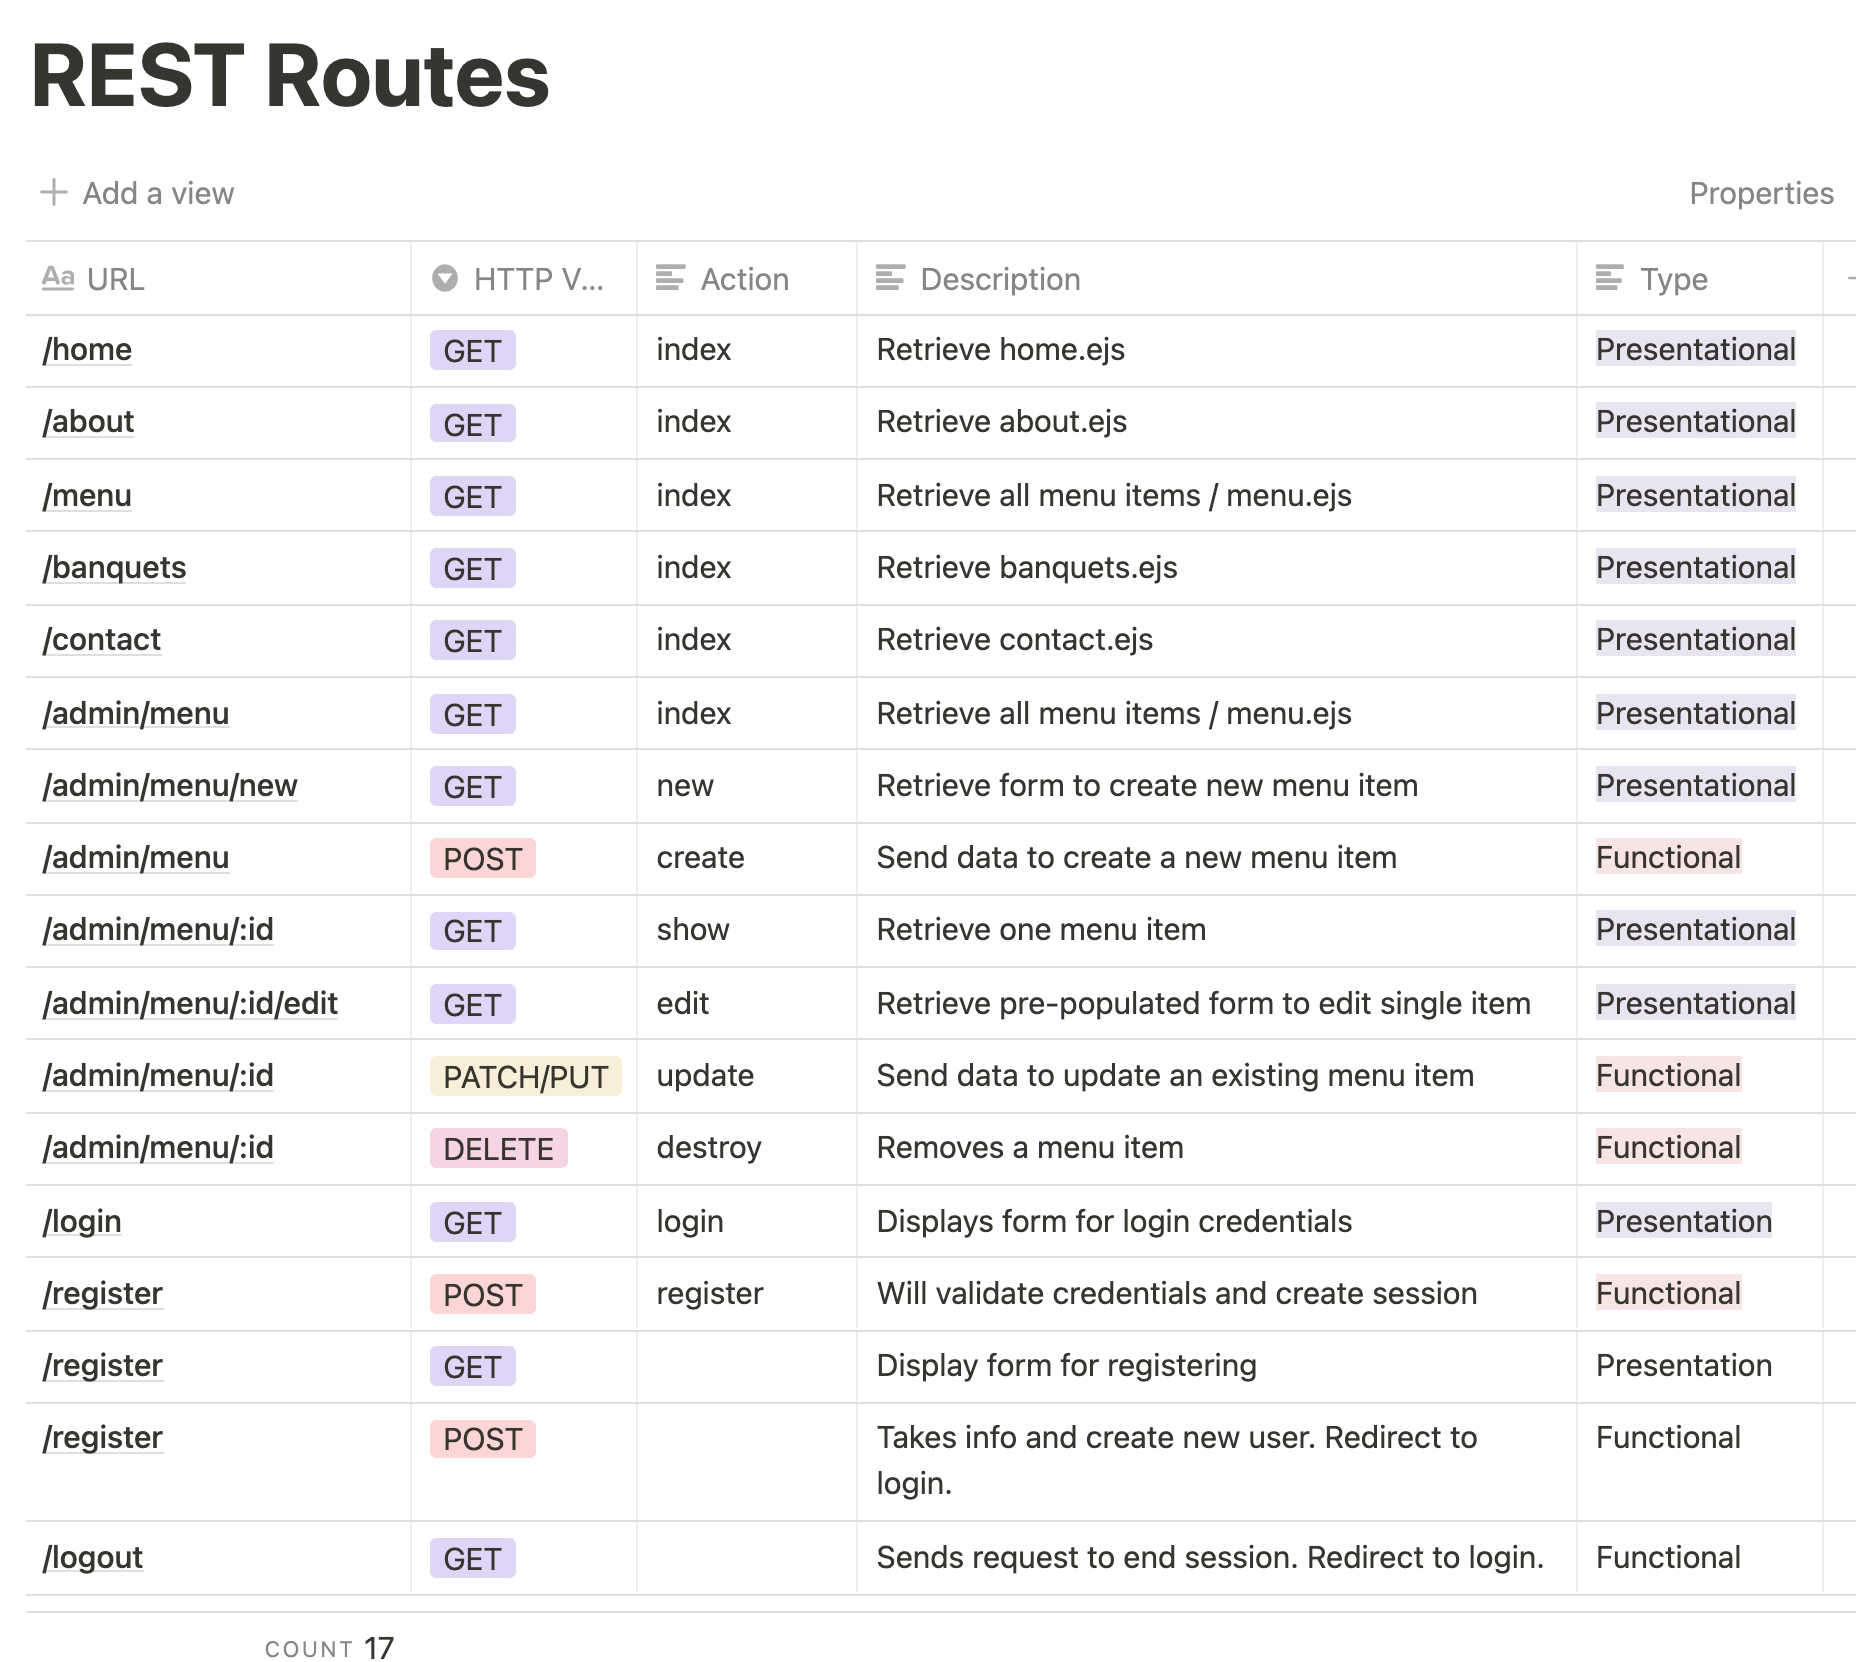 REST Routes
Add a view Properties
Aa URL HTTP V... Action Description Type
/home GET index Retrieve home.ejs Presentational
/about GET index Retrieve about.ejs Presentational
/menu GET index Retrieve all menu items / menu.ejs Presentational
/banquets GET index Retrieve banquets.ejs Presentational
/contact GET index Retrieve contact.ejs Presentational
/admin/menu GET index Retrieve all menu items / menu.ejs Presentational
/admin/menu/new GET new Retrieve form to create new menu item Presentational
/admin/menu POST create Send data to create a new menu item Functional
/admin/menu/:id GET show Retrieve one menu item Presentational
/admin/menu/:id/edit GET edit Retrieve pre-populated form to edit single item Presentational
/admin/menu/:id PATCH/PUT update Send data to update an existing menu item Functional
/admin/menu/:id DELETE destroy Removes a menu item Functional
/login GET login Displays form for login credentials Presentation
/register POST register Will validate credentials and create session Functional
/register GET Display form for registering Presentation
/register POST Takes info and create new user. Redirect to Functional
login.
/logout GET Sends request to end session. Redirect to login. Functional
COUNT 17